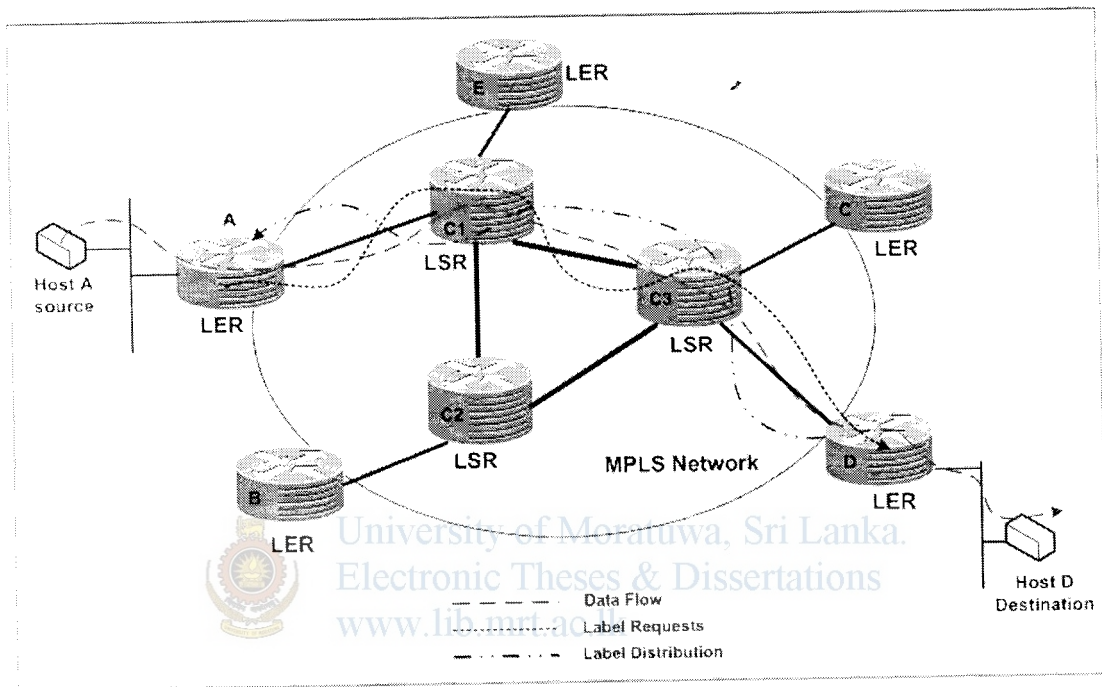 E
LER
A
C1
LSR
C
LER
Host A
source
LER
C3
LSR
C2
LSR
MPLS Network
D
LER
B
LER
University of Moratuwa, Sri Lanka.
Electronic Theses & Dissertations
www.lib.mrt.ac.lk
Data Flow
Label Requests
Label Distribution
Host D
Destination